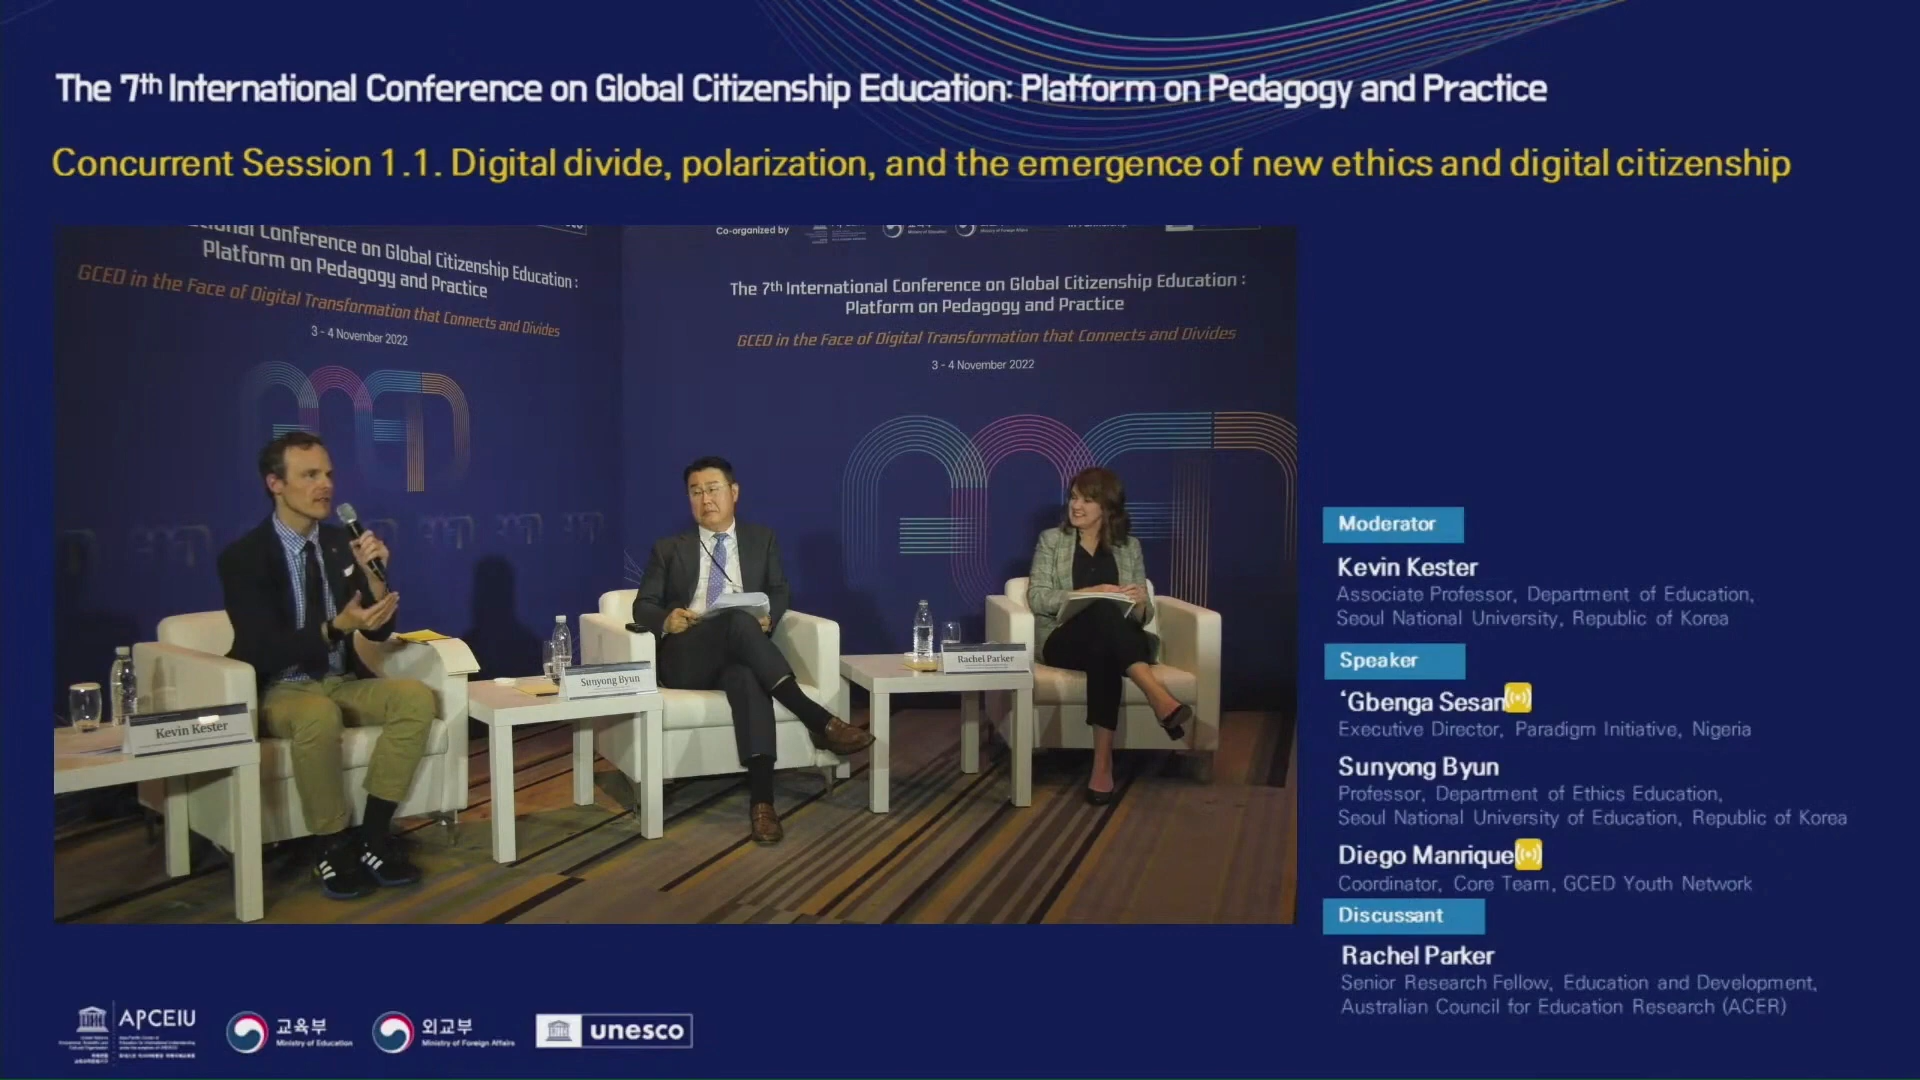 The 7th International Conference on Global Citizenship Education: Platform on Pedagogy and Practice
Concurrent Session 1.1. Digital divide, polarization, and the emergence of new ethics and digital citizenship
Conference on Global Citizenship Education :
Platform on Pedagogy and Practice
GCED in the Face of Digital Transformation that Connects and Divides
3 - 4 November 2022
Co-organized by
The 7th International Conference on Global Citizenship Education :
Platform on Pedagogy and Practice
GCED in the Face of Digital Transformation that Connects and Divides
3 - 4 November 2022
Kevin Kester
Sunyong Byun
Rachel Parker
Moderator
Kevin Kester
Associate Professor, Department of Education,
Seoul National University, Republic of Korea
Speaker
‘Gbenga Sesan
Executive Director, Paradigm Initiative, Nigeria
Sunyong Byun
Professor, Department of Ethics Education,
Seoul National University of Education, Republic of Korea
Diego Manrique
Coordinator, Core Team, GCED Youth Network
Discussant
Rachel Parker
Senior Research Fellow, Education and Development,
Australian Council for Education Research (ACER)
APCEIU
교육부
Ministry of Education
외교부
Ministry of Foreign Affairs
unesco